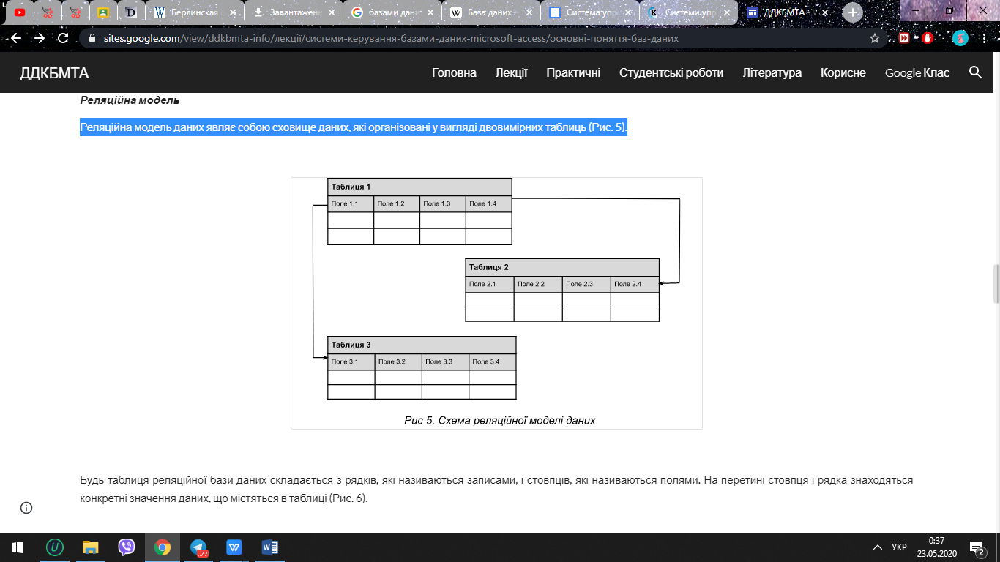 Берлинская
Завантажен
базами дани
База даних -
Система упр
Системи упр
ДДКБМТА -
sites.google.com/view/ddkbmta-info/лекції/системи-керування-базами-даних-microsoft-access/основні-поняття-баз-даних
ДДКБМТА
Головна Лекції Практичні Студентські роботи Література Корисне Google Клас
Реляційна модель
Реляційна модель даних являє собою сховище даних, які організовані у вигляді двовимірних таблиць (Рис. 5).
Таблиця 1
Поле 1.1 Поле 1.2 Поле 1.3 Поле 1.4
Таблиця 2
Поле 2.1 Поле 2.2 Поле 2.3 Поле 2.4
Таблиця 3
Поле 3.1 Поле 3.2 Поле 3.3 Поле 3.4
Рис 5. Схема реляційної моделі даних
Будь таблиця реляційної бази даних складається з рядків, які називаються записами, і стовпців, які називаються полями. На перетині стовпця і рядка знаходяться
конкретні значення даних, що містяться в таблиці (Рис. 6).
77
УКР
0:37
23.05.2020
2